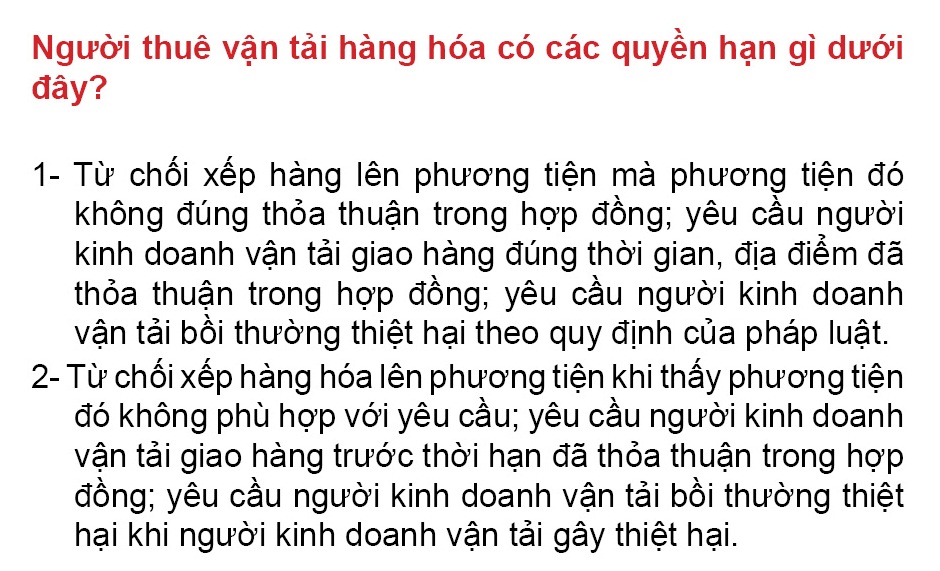 Người thuê vận tải hàng hóa có các quyền hạn gì dưới
đây?
1- Từ chối xếp hàng lên phương tiện mà phương tiện đó
không đúng thỏa thuận trong hợp đồng; yêu cầu người
kinh doanh vận tải giao hàng đúng thời gian, địa điểm đã
thỏa thuận trong hợp đồng; yêu cầu người kinh doanh
vận tải bồi thường thiệt hại theo quy định của pháp luật.
2- Từ chối xếp hàng hóa lên phương tiện khi thấy phương tiện
đó không phù hợp với yêu cầu; yêu cầu người kinh doanh
vận tải giao hàng trước thời hạn đã thỏa thuận trong hợp
đồng; yêu cầu người kinh doanh vận tải bồi thường thiệt
hại khi người kinh doanh vận tải gây thiệt hại.